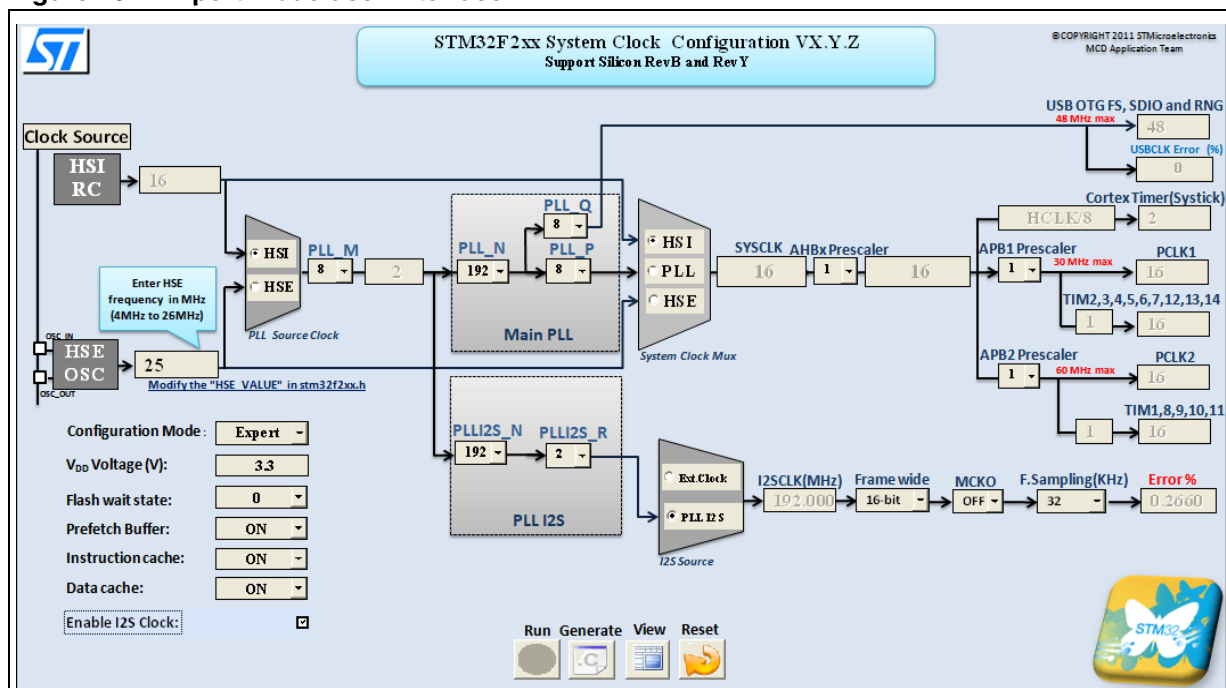 STM32F2xx System Clock Configuration VX.Y.Z
Support Silicon RevB and RevY
©COPYRIGHT 2011 STMicroelectronics
MCD Application Team
ST
Clock Source
HSI
RC
16
USB OTG FS, SDIO and RNG
48 MHz max
48
USBCLK Error (%)
0
Cortex Timer(Systick)
HCLK/8
2
HSI
HSE
PLL Source Clock
PLL_M
8
2
PLL_N
192
PLL_Q
8
PLL_P
8
Main PLL
HSI
PLL
HSE
System Clock Mux
SYSCLK
16
AHBx Prescaler
1
16
APB1 Prescaler
1
30 MHz max
PCLK1
16
TIM2,3,4,5,6,7,12,13,14
1
16
APB2 Prescaler
1
60 MHz max
PCLK2
16
TIM1,8,9,10,11
1
16
Enter HSE
frequency in MHz
(4MHz to 26MHz)
OSC_IN
HSE
OSC
OSC_OUT
25
Modify the "HSE_VALUE" in stm32f2xx.h
PLLI2S_N
192
PLLI2S_R
2
PLL I2S
Ext.Clock
PLL I2S
I2S Source
I2SCLK(MHz)
192.000
Frame wide
16-bit
MCKO
OFF
F.Sampling(KHz)
32
Error %
0.2660
Configuration Mode: Expert
VDD Voltage (V): 3.3
Flash wait state: 0
Prefetch Buffer: ON
Instruction cache: ON
Data cache: ON
Enable I2S Clock:
Run Generate View Reset
.C
STM32